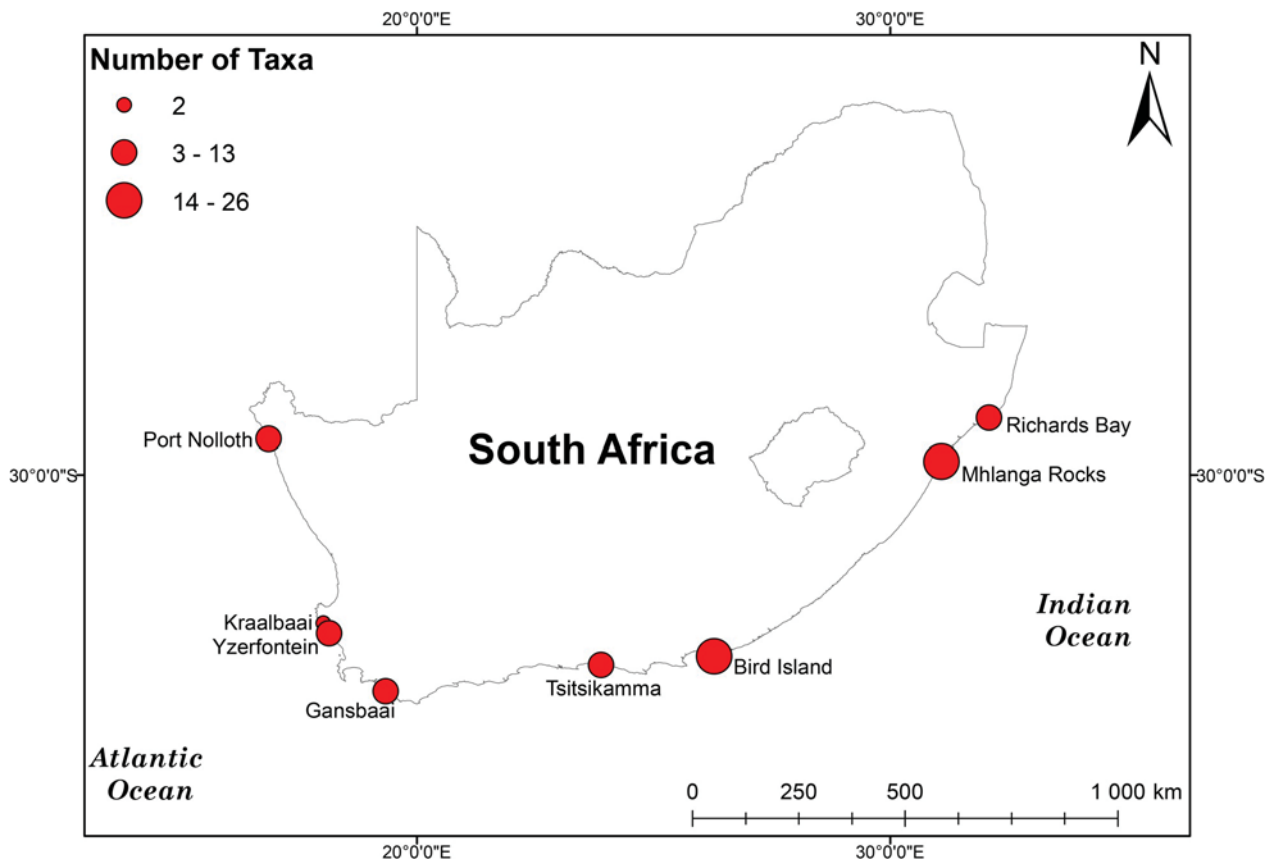 20°0'0"E 30°0'0"E
Number of Taxa
N
2
3 - 13
14 - 26
Port Nolloth
South Africa
Richards Bay
30°0'0"S
Mhlanga Rocks
30°0'0"S
Kraalbaai
Yzerfontein
Indian
Ocean
Bird Island
Tsitsikamma
Gansbaai
Atlantic
Ocean
0 250 500 1 000 km
20°0'0"E 30°0'0"E